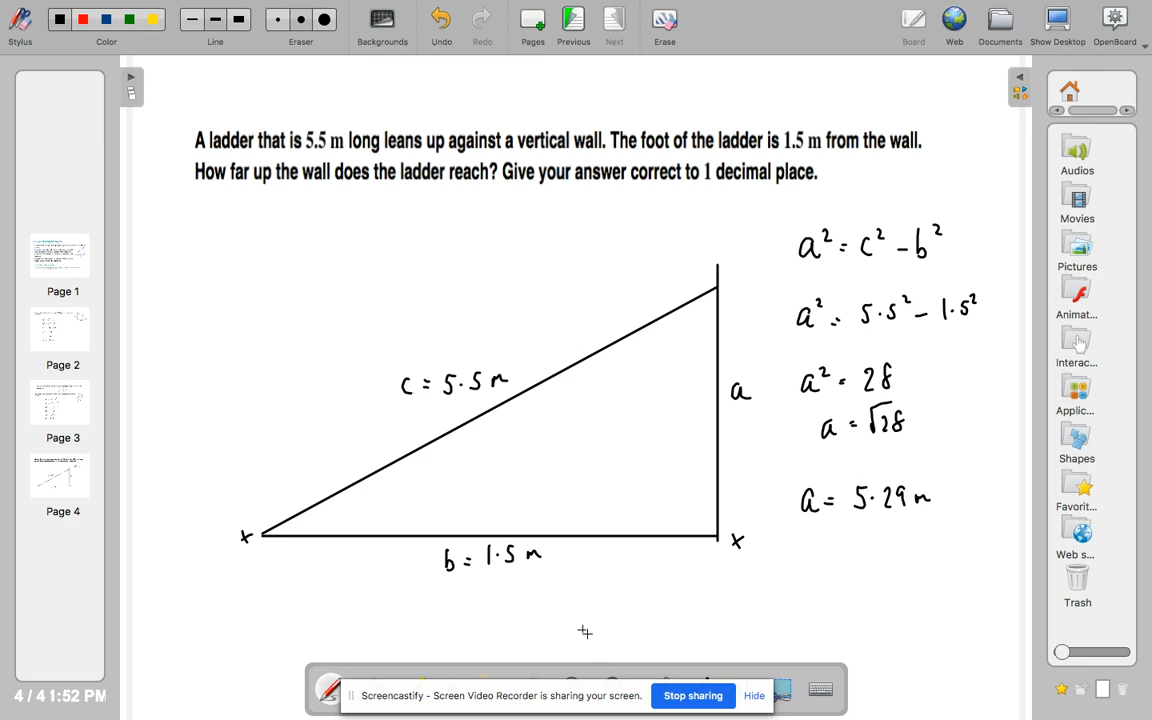 Stylus
Color
Line
Eraser
Backgrounds
Undo
Redo
Pages
Previous
Next
Erase
Board
Web
Documents
Show Desktop
OpenBoard
A ladder that is 5.5 m long leans up against a vertical wall. The foot of the ladder is 1.5 m from the wall.
How far up the wall does the ladder reach? Give your answer correct to 1 decimal place.
a² = c² - b²
a² = 5.5² - 1.5²
a² = 28
a = √28
a = 5.29 m
c = 5.5 m
a
x
x
b = 1.5 m
Page 1
Page 2
Page 3
Page 4
4 / 4 1:52 PM
Audios
Movies
Pictures
Animat...
Interac...
Applic...
Shapes
Favorit...
Web s...
Trash
Screencastify - Screen Video Recorder is sharing your screen.
Stop sharing
Hide